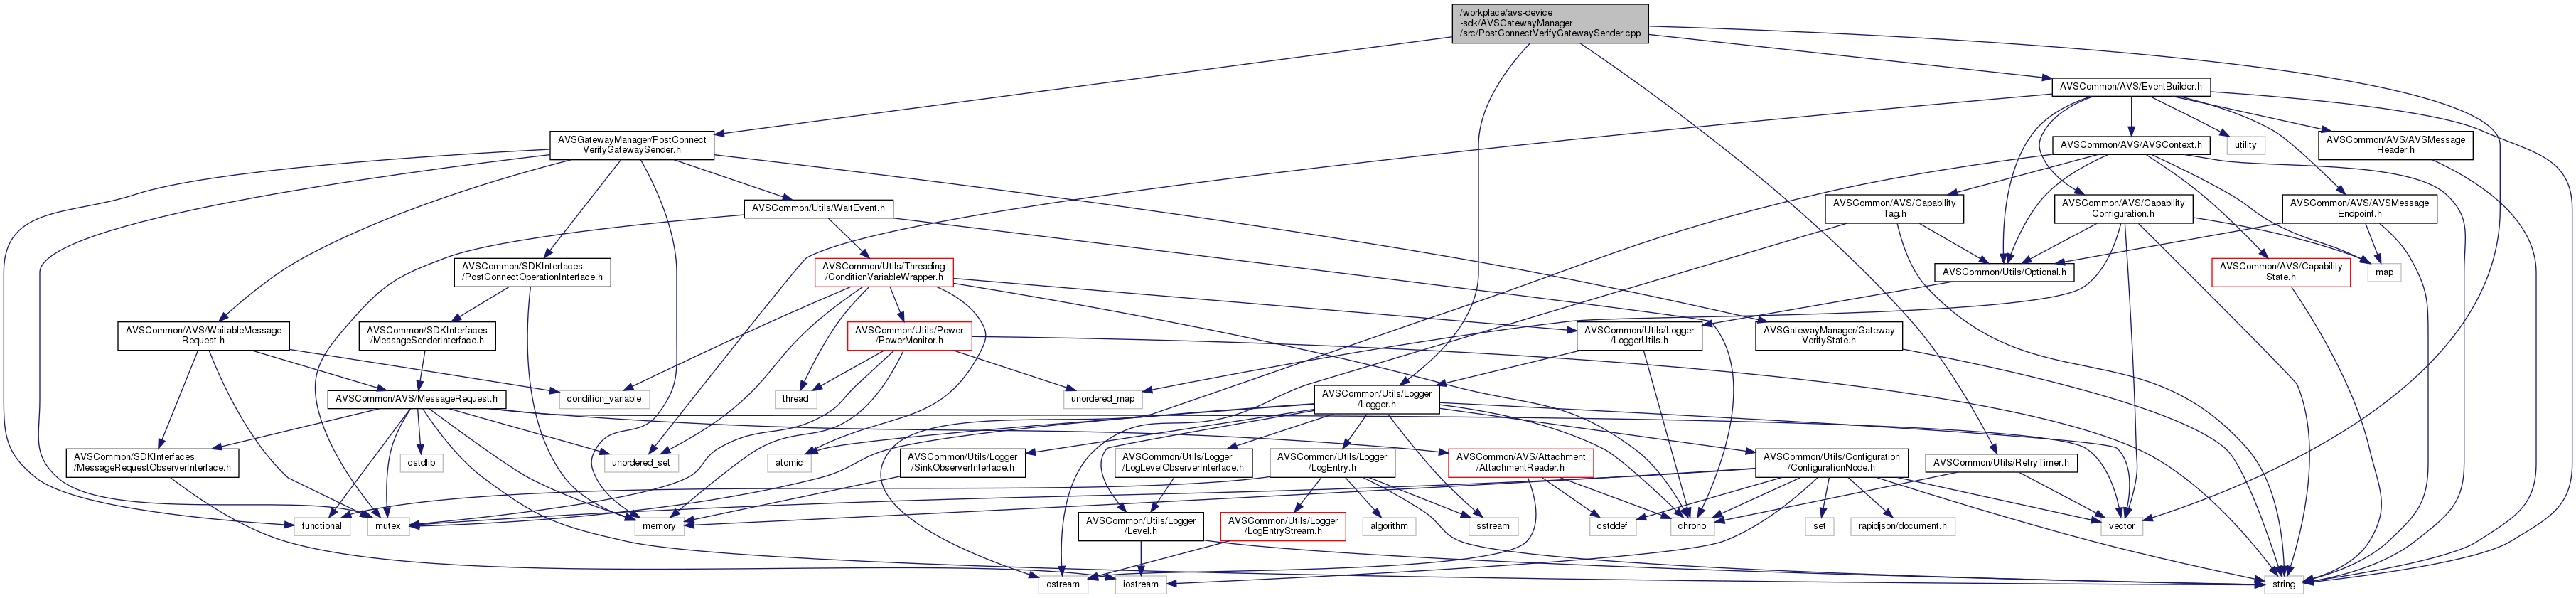 /workplace/avs-device
-sdk/AVSGatewayManager
/src/PostConnectVerifyGatewaySender.cpp
AVSCommon/AVS/EventBuilder.h
AVSGatewayManager/PostConnect
VerifyGatewaySender.h
AVSCommon/AVS/AVSContext.h
utility
AVSCommon/AVS/AVSMessage
Header.h
AVSCommon/Utils/WaitEvent.h
AVSCommon/AVS/Capability
Tag.h
AVSCommon/AVS/Capability
Configuration.h
AVSCommon/AVS/AVSMessage
Endpoint.h
AVSCommon/SDKInterfaces
/PostConnectOperationInterface.h
AVSCommon/Utils/Threading
/ConditionVariableWrapper.h
AVSCommon/Utils/Optional.h
AVSCommon/AVS/Capability
State.h
map
AVSCommon/AVS/WaitableMessage
Request.h
AVSCommon/SDKInterfaces
/MessageSenderInterface.h
AVSCommon/Utils/Power
/PowerMonitor.h
AVSCommon/Utils/Logger
/LoggerUtils.h
AVSGatewayManager/Gateway
VerifyState.h
AVSCommon/AVS/MessageRequest.h
condition_variable
thread
unordered_map
AVSCommon/Utils/Logger
/Logger.h
AVSCommon/SDKInterfaces
/MessageRequestObserverInterface.h
cstdlib
unordered_set
atomic
AVSCommon/Utils/Logger
/SinkObserverInterface.h
AVSCommon/Utils/Logger
/LogLevelObserverInterface.h
AVSCommon/Utils/Logger
/LogEntry.h
AVSCommon/AVS/Attachment
/AttachmentReader.h
AVSCommon/Utils/Configuration
/ConfigurationNode.h
AVSCommon/Utils/RetryTimer.h
functional
mutex
memory
AVSCommon/Utils/Logger
/Level.h
AVSCommon/Utils/Logger
/LogEntryStream.h
algorithm
sstream
cstddef
chrono
set
rapidjson/document.h
vector
ostream
iostream
string